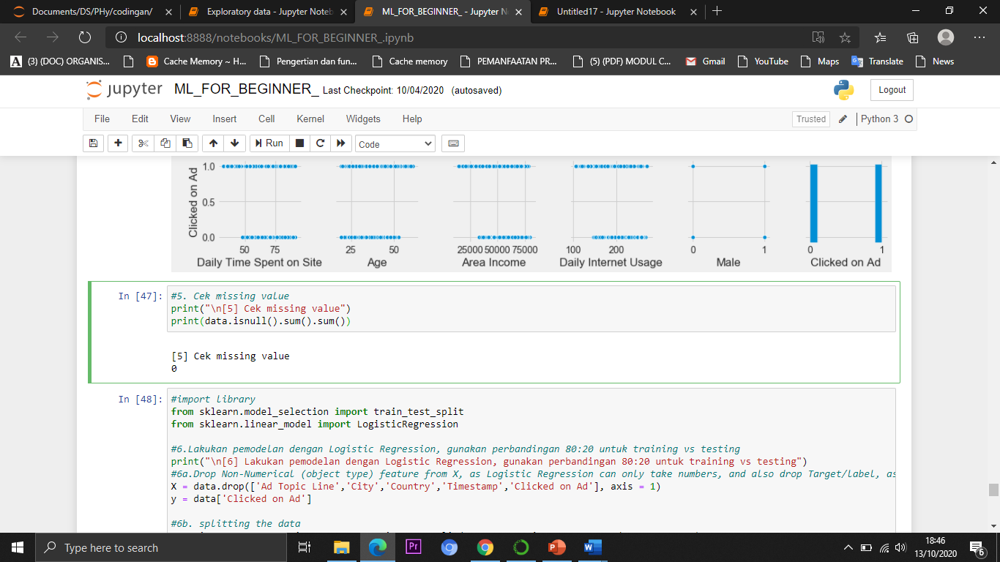 Documents/DS/PHy/codingan/
Exploratory data - Jupyter Noteb
ML_FOR_BEGINNER_ - Jupyter N
Untitled17 - Jupyter Notebook
localhost:8888/notebooks/ML_FOR_BEGINNER_.ipynb
(3) (DOC) ORGANIS...
Cache Memory ~ H...
Pengertian dan fun...
Cache memory
PEMANFAATAN PR...
(5) (PDF) MODUL C...
Gmail
YouTube
Maps
Translate
News
jupyter ML_FOR_BEGINNER_ Last Checkpoint: 10/04/2020 (autosaved)
Logout
File Edit View Insert Cell Kernel Widgets Help
Trusted
Python 3
Run
Code
Clicked on Ad
1.0
0.5
0.0
50 75
25 50
25000 50000 75000
100 200
0 1
0 1
Daily Time Spent on Site
Age
Area Income
Daily Internet Usage
Male
Clicked on Ad
In [47]:
#5. Cek missing value
print("\n[5] Cek missing value")
print(data.isnull().sum().sum())
[5] Cek missing value
0
In [48]:
#import library
from sklearn.model_selection import train_test_split
from sklearn.linear_model import LogisticRegression
#6.Lakukan pemodelan dengan Logistic Regression, gunakan perbandingan 80:20 untuk training vs testing
print("\n[6] Lakukan pemodelan dengan Logistic Regression, gunakan perbandingan 80:20 untuk training vs testing")
#6a.Drop Non-Numerical (object type) feature from X, as Logistic Regression can only take numbers, and also drop Target/label, as
X = data.drop(['Ad Topic Line','City','Country','Timestamp','Clicked on Ad'], axis = 1)
y = data['Clicked on Ad']
#6b. splitting the data
Type here to search
Pr
18:46
13/10/2020
6